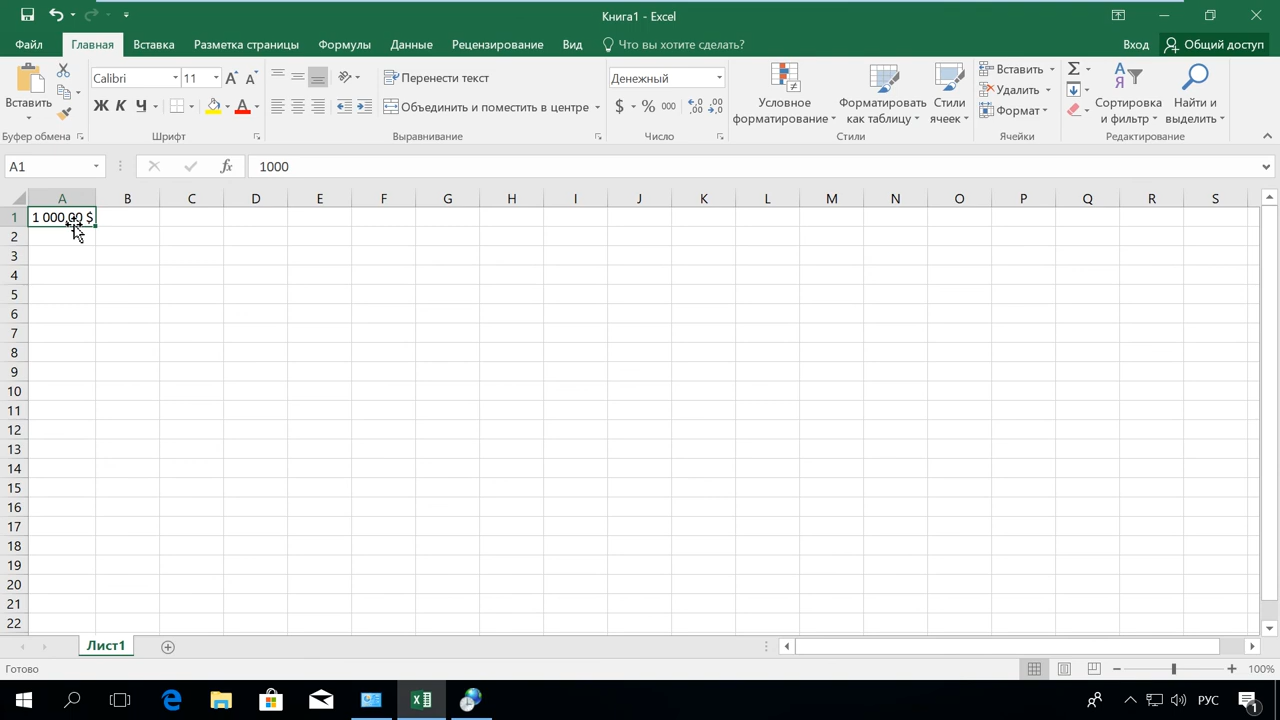 Книга1 - Excel
Файл Главная Вставка Разметка страницы Формулы Данные Рецензирование Вид Что вы хотите сделать? Вход Общий доступ
Вставить
Буфер обмена
Calibri 11
Ж К Ч
Шрифт
Перенести текст
Объединить и поместить в центре
Выравнивание
Денежный
$ % 000 ,00 ,00
Число
Условное форматирование
Форматировать как таблицу
Стили ячеек
Стили
Вставить
Удалить
Формат
Ячейки
Сортировка и фильтр
Найти и выделить
Редактирование
A1 fx 1000
A B C D E F G H I J K L M N O P Q R S
1 1 000,00 $
2
3
4
5
6
7
8
9
10
11
12
13
14
15
16
17
18
19
20
21
22
Лист1
Готово 100%
РУС 1